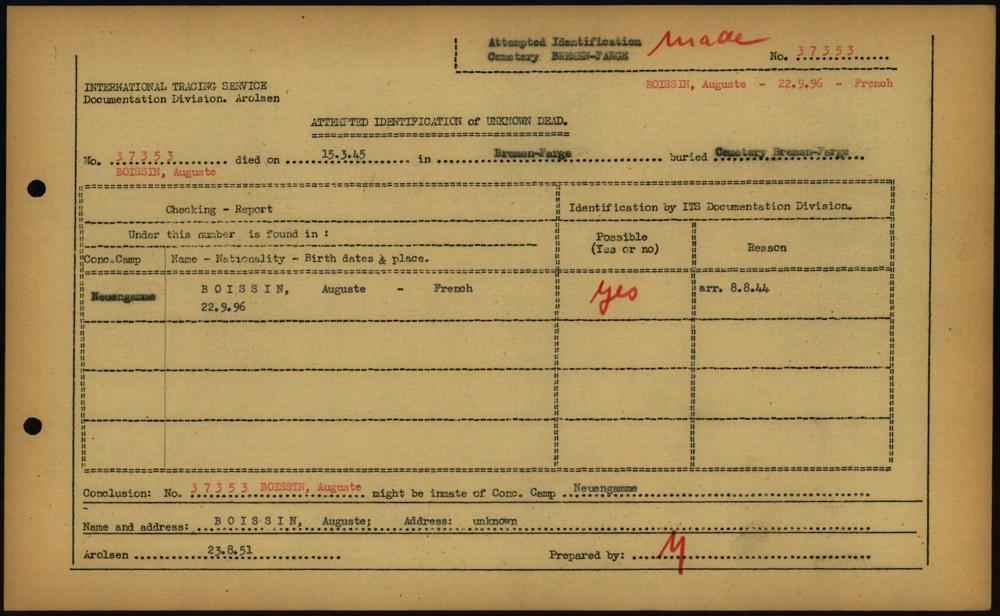 Attempted Identification made
Cemetery BREMEN-FARGE
No. 37353
BOISSIN, Auguste - 22.9.96 - French
INTERNATIONAL TRACING SERVICE
Documentation Division. Arolsen
ATTEMPTED IDENTIFICATION of UNKNOWN DEAD.
No. 37353 died on 15.3.45 in Bremen-Farge buried Cemetery Bremen-Farge
BOISSIN, Auguste
Checking - Report
Identification by ITS Documentation Division.
Under this number is found in :
Possible
(Yes or no)
Reason
Conc.Camp
Name - Nationality - Birth dates & place.
Neuengamme
BOISSIN, Auguste - French
22.9.96
yes
arr. 8.8.44
Conclusion: No. 37353 BOISSIN, Auguste might be inmate of Conc. Camp Neuengamme
Name and address: BOISSIN, Auguste; Address: unknown
Arolsen 23.8.51 Prepared by: